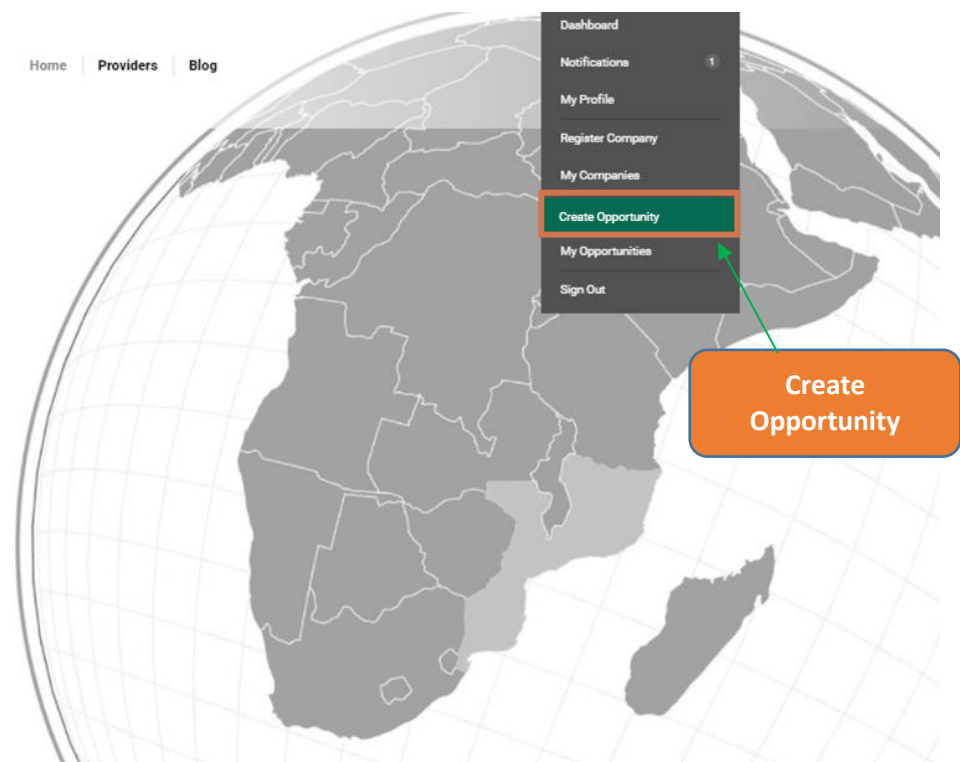 Home Providers Blog
Dashboard
Notifications 1
My Profile
Register Company
My Companies
Create Opportunity
My Opportunities
Sign Out
Create
Opportunity